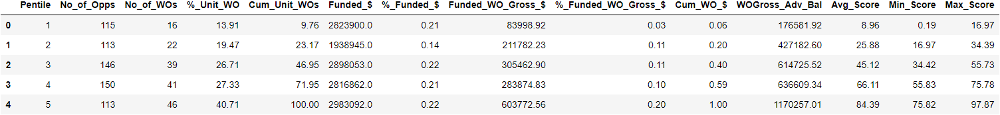 Pentile No_of_Opps No_of_WOs %_Unit_WO Cum_Unit_WOs Funded_$ %_Funded_$ Funded_WO_Gross_$ %_Funded_WO_Gross_$ Cum_WO_$ WOGross_Adv_Bal Avg_Score Min_Score Max_Score
0 1 115 16 13.91 9.76 2823900.0 0.21 83998.92 0.03 0.06 176581.92 8.96 0.19 16.97
1 2 113 22 19.47 23.17 1938945.0 0.14 211782.23 0.11 0.20 427182.60 25.88 16.97 34.39
2 3 146 39 26.71 46.95 2898053.0 0.22 305462.90 0.11 0.40 614725.52 45.12 34.42 55.73
3 4 150 41 27.33 71.95 2816862.0 0.21 283874.83 0.10 0.59 636609.34 66.11 55.83 75.78
4 5 113 46 40.71 100.00 2983092.0 0.22 603772.56 0.20 1.00 1170257.01 84.39 75.82 97.87